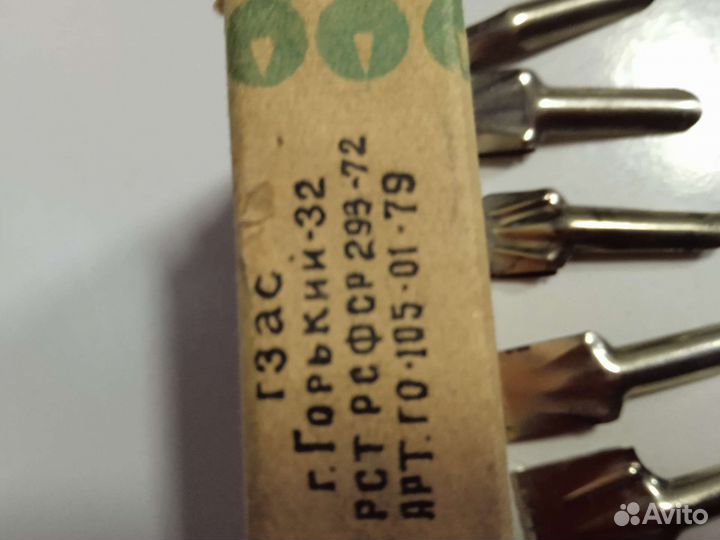 ГЗАС
г. Горький-32
РСТ РСФСР 293-72
АРТ. ГО-105-01-79
Avito